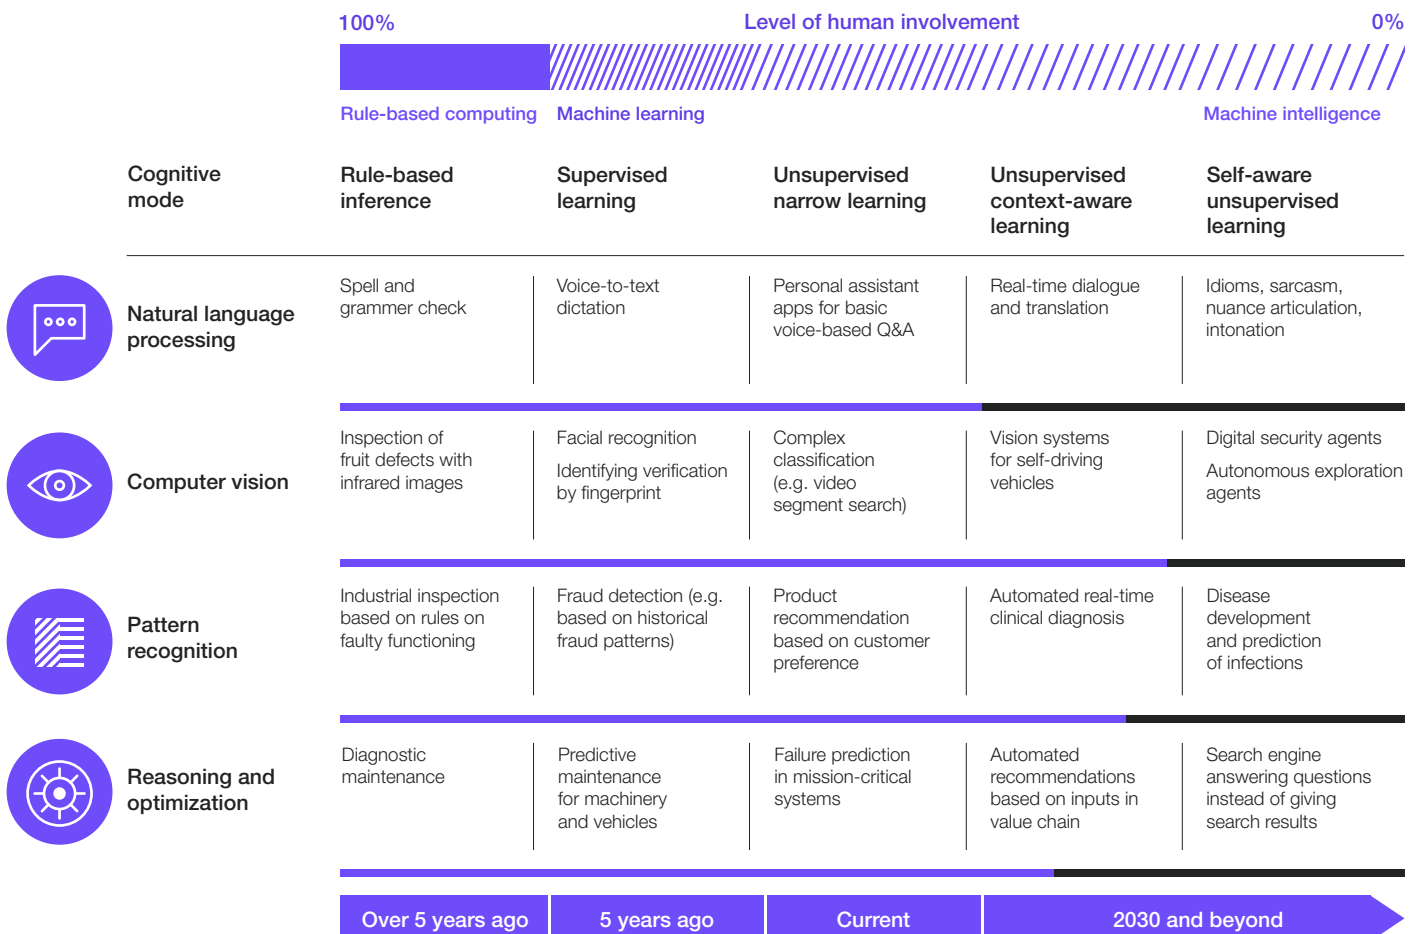 100% Level of human involvement 0%
Rule-based computing Machine learning Machine intelligence
Cognitive
mode
Rule-based
inference
Supervised
learning
Unsupervised
narrow learning
Unsupervised
context-aware
learning
Self-aware
unsupervised
learning
Natural language
processing
Spell and
grammer check
Voice-to-text
dictation
Personal assistant
apps for basic
voice-based Q&A
Real-time dialogue
and translation
Idioms, sarcasm,
nuance articulation,
intonation
Computer vision
Inspection of
fruit defects with
infrared images
Facial recognition
Identifying verification
by fingerprint
Complex
classification
(e.g. video
segment search)
Vision systems
for self-driving
vehicles
Digital security agents
Autonomous exploration
agents
Pattern
recognition
Industrial inspection
based on rules on
faulty functioning
Fraud detection (e.g.
based on historical
fraud patterns)
Product
recommendation
based on customer
preference
Automated real-time
clinical diagnosis
Disease
development
and prediction
of infections
Reasoning and
optimization
Diagnostic
maintenance
Predictive
maintenance
for machinery
and vehicles
Failure prediction
in mission-critical
systems
Automated
recommendations
based on inputs in
value chain
Search engine
answering questions
instead of giving
search results
Over 5 years ago 5 years ago Current 2030 and beyond